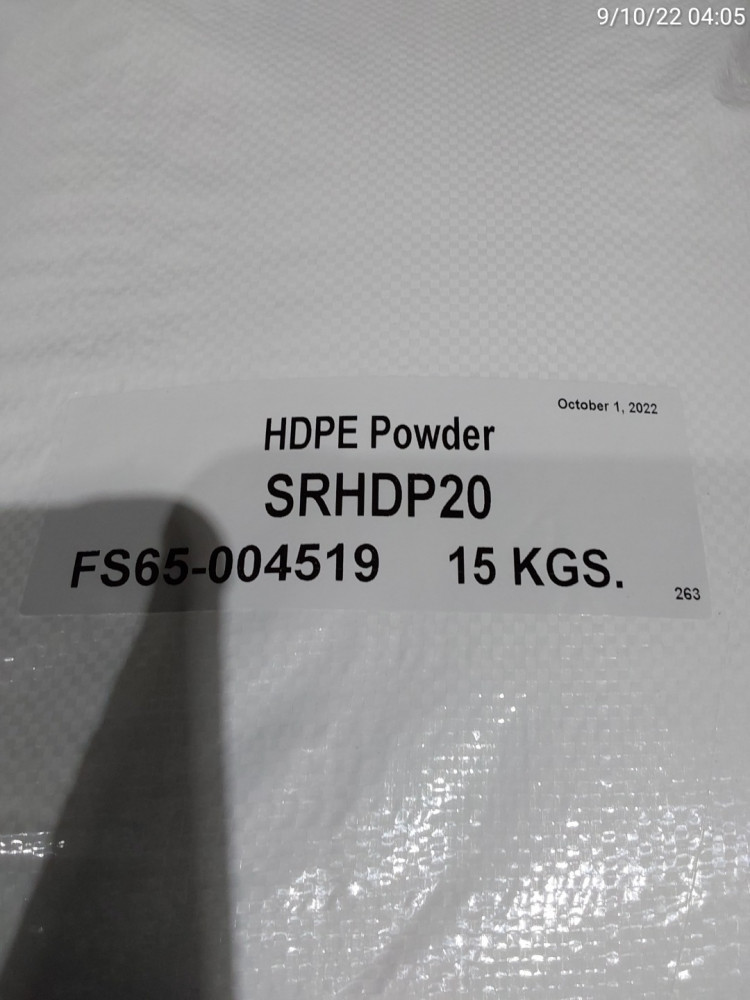 9/10/22 04:05
October 1, 2022
HDPE Powder
SRHDP20
FS65-004519 15 KGS.
263